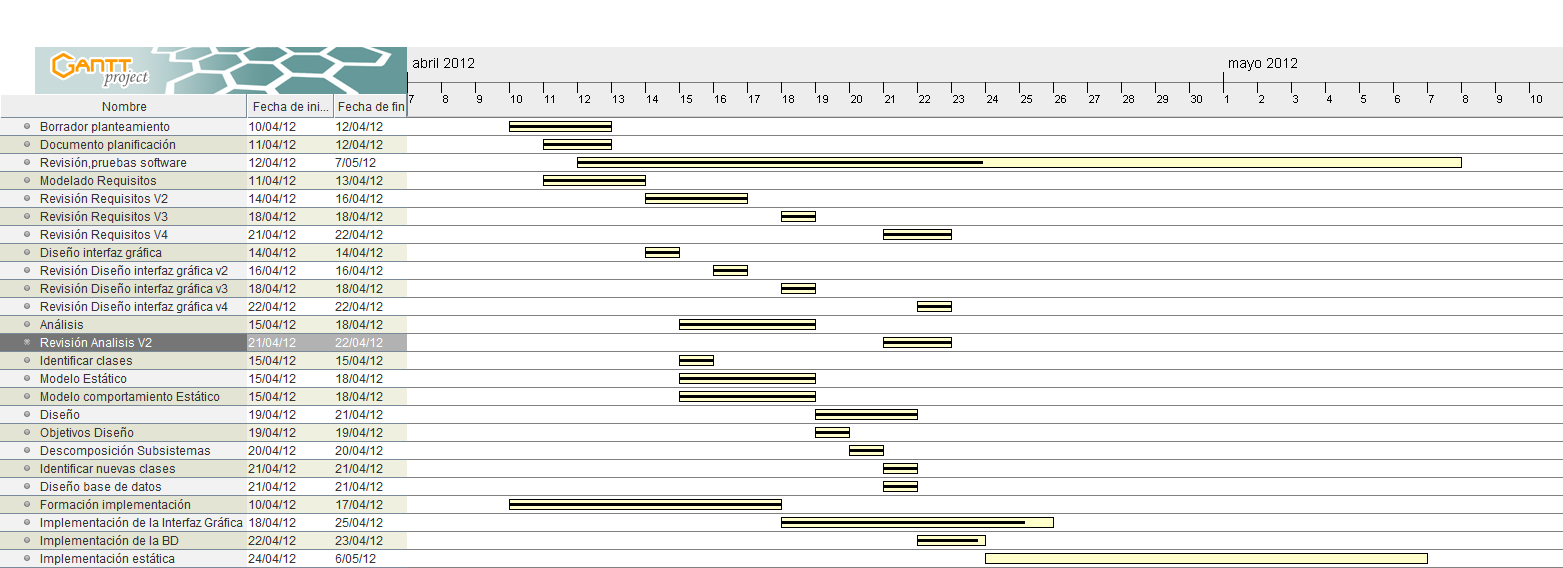 GANTT
project
abril 2012 mayo 2012
Nombre Fecha de ini... Fecha de fin
7 8 9 10 11 12 13 14 15 16 17 18 19 20 21 22 23 24 25 26 27 28 29 30 1 2 3 4 5 6 7 8 9 10
Borrador planteamiento 10/04/12 12/04/12
Documento planificación 11/04/12 12/04/12
Revisión,pruebas software 12/04/12 7/05/12
Modelado Requisitos 11/04/12 13/04/12
Revisión Requisitos V2 14/04/12 16/04/12
Revisión Requisitos V3 18/04/12 18/04/12
Revisión Requisitos V4 21/04/12 22/04/12
Diseño interfaz gráfica 14/04/12 14/04/12
Revisión Diseño interfaz gráfica v2 16/04/12 16/04/12
Revisión Diseño interfaz gráfica v3 18/04/12 18/04/12
Revisión Diseño interfaz gráfica v4 22/04/12 22/04/12
Análisis 15/04/12 18/04/12
Revisión Analisis V2 21/04/12 22/04/12
Identificar clases 15/04/12 15/04/12
Modelo Estático 15/04/12 18/04/12
Modelo comportamiento Estático 15/04/12 18/04/12
Diseño 19/04/12 21/04/12
Objetivos Diseño 19/04/12 19/04/12
Descomposición Subsistemas 20/04/12 20/04/12
Identificar nuevas clases 21/04/12 21/04/12
Diseño base de datos 21/04/12 21/04/12
Formación implementación 10/04/12 17/04/12
Implementación de la Interfaz Gráfica 18/04/12 25/04/12
Implementación de la BD 22/04/12 23/04/12
Implementación estática 24/04/12 6/05/12